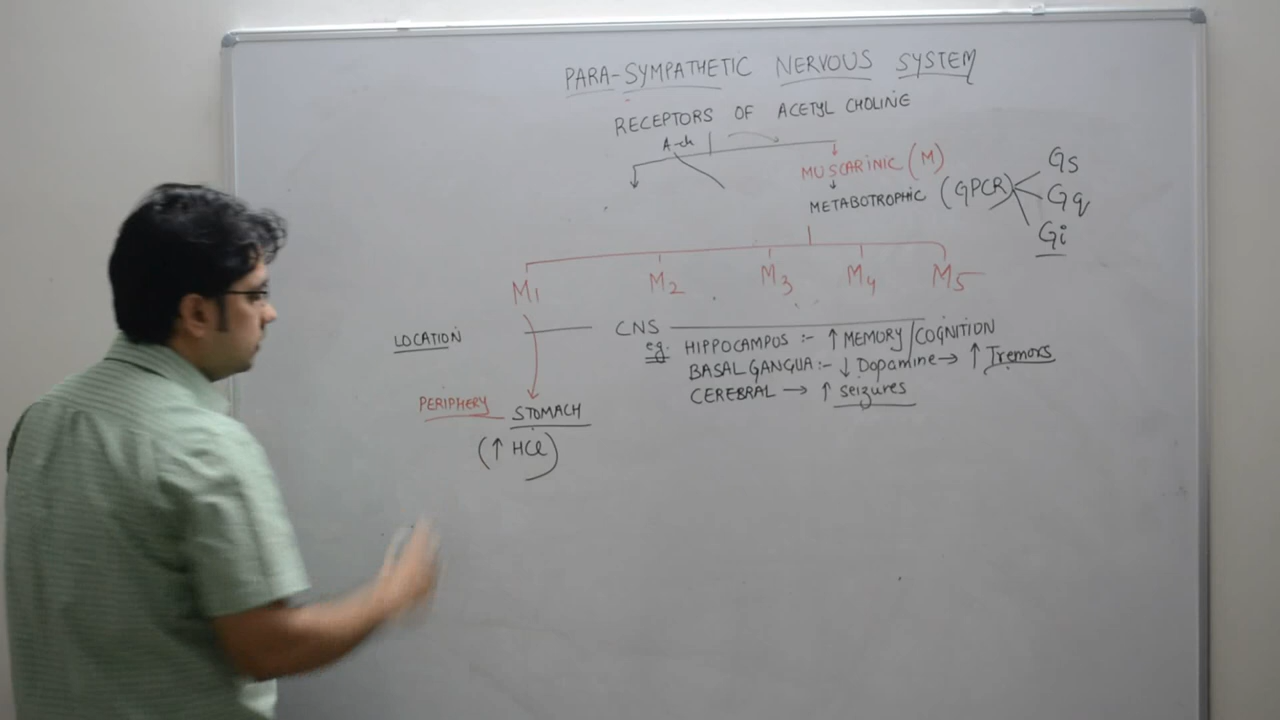 PARA-SYMPATHETIC NERVOUS SYSTEM
RECEPTORS OF ACETYL CHOLINE
A-ch
MUSCARINIC (M)
METABOTROPHIC (GPCR)
Gs
Gq
Gi
M1 M2 M3 M4 M5
LOCATION
CNS
eg. HIPPOCAMPUS :- ↑ MEMORY/COGNITION
BASAL GANGLIA :- ↓ Dopamine → ↑ Tremors
CEREBRAL → ↑ seizures
PERIPHERY STOMACH
(↑ HCl)